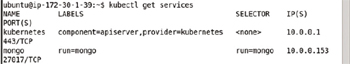 ubuntu@ip-172-30-1-39:~$ kubectl get services
NAME LABELS SELECTOR IP(S)
PORT(S)
kubernetes component=apiserver,provider=kubernetes <none> 10.0.0.1
443/TCP
mongo run=mongo run=mongo 10.0.0.153
27017/TCP